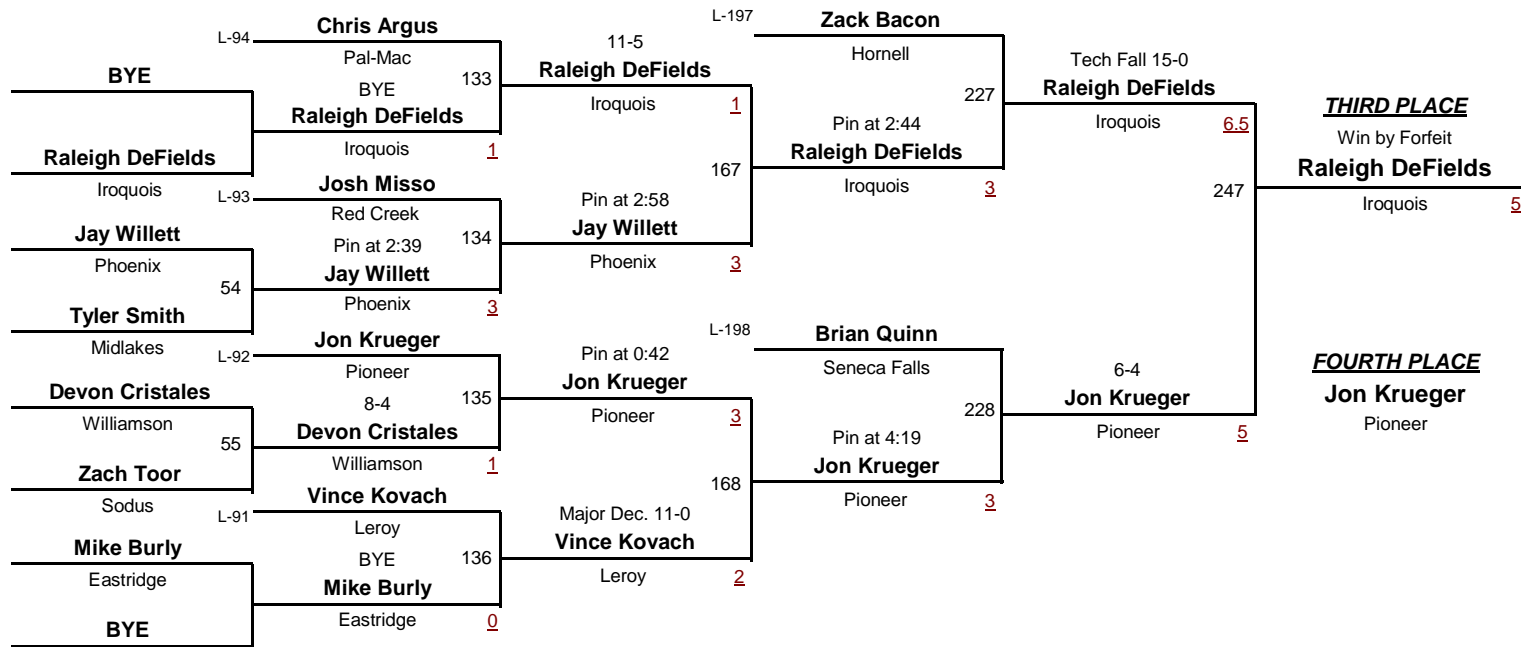 BYE
Raleigh DeFields
Iroquois
Jay Willett
Phoenix
54
Tyler Smith
Midlakes
Devon Cristales
Williamson
55
Zach Toor
Sodus
Mike Burly
Eastridge
BYE
L-94
Chris Argus
Pal-Mac
BYE
133
Raleigh DeFields
Iroquois
1
L-93
Josh Misso
Red Creek
Pin at 2:39
134
Jay Willett
Phoenix
3
L-92
Jon Krueger
Pioneer
8-4
135
Devon Cristales
Williamson
1
L-91
Vince Kovach
Leroy
BYE
136
Mike Burly
Eastridge
0
11-5
Raleigh DeFields
Iroquois
1
167
Pin at 2:58
Jay Willett
Phoenix
3
Pin at 0:42
Jon Krueger
Pioneer
3
168
Major Dec. 11-0
Vince Kovach
Leroy
2
L-197
Zack Bacon
Hornell
227
Pin at 2:44
Raleigh DeFields
Iroquois
3
L-198
Brian Quinn
Seneca Falls
228
Pin at 4:19
Jon Krueger
Pioneer
3
Tech Fall 15-0
Raleigh DeFields
Iroquois
6.5
247
6-4
Jon Krueger
Pioneer
5
THIRD PLACE
Win by Forfeit
Raleigh DeFields
Iroquois
5
FOURTH PLACE
Jon Krueger
Pioneer